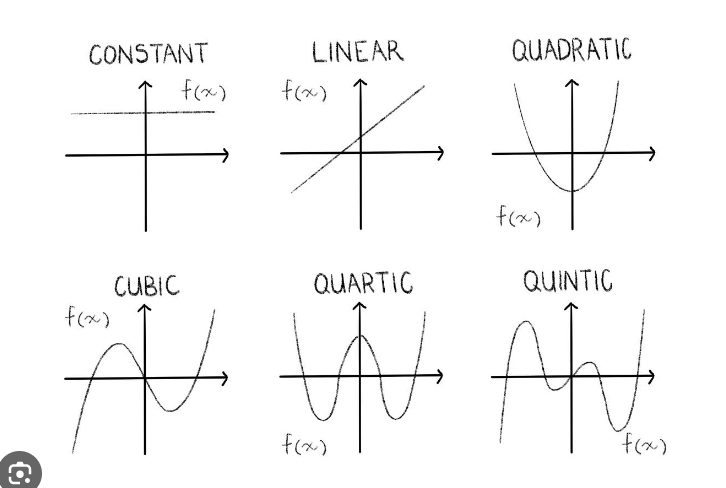 CONSTANT
f(x)
LINEAR
f(x)
QUADRATIC
f(x)
CUBIC
f(x)
QUARTIC
f(x)
QUINTIC
f(x)